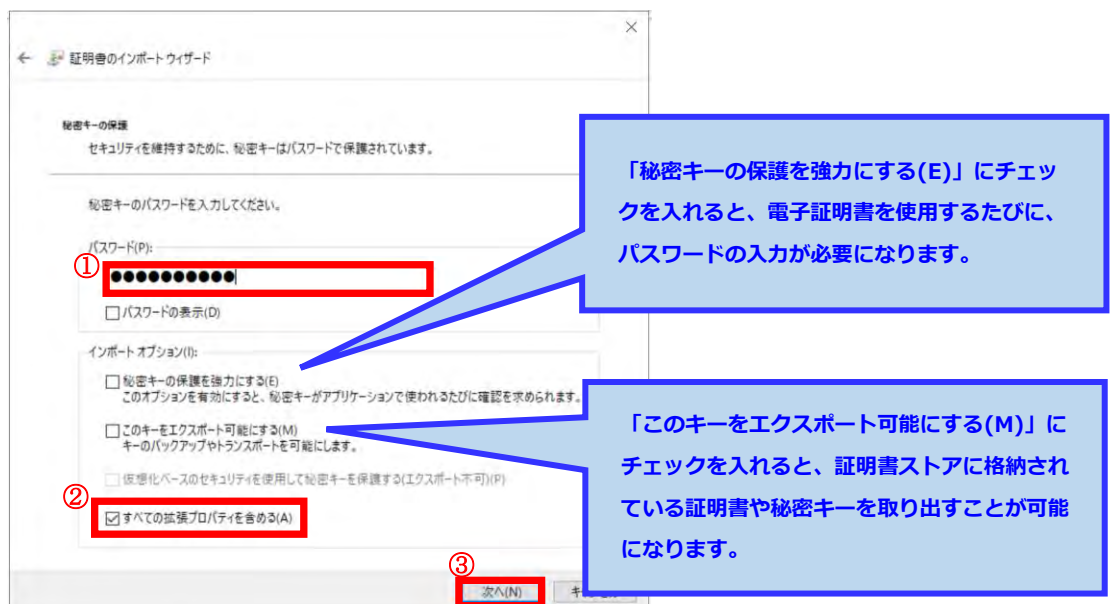 証明書のインポート ウィザード
秘密キーの保護
セキュリティを維持するために、秘密キーはパスワードで保護されています。
秘密キーのパスワードを入力してください。
パスワード(P):
①
●●●●●●●●●●
パスワードの表示(D)
インポート オプション(I):
秘密キーの保護を強力にする(E)
このオプションを有効にすると、秘密キーがアプリケーションで使われるたびに確認を求められます。
このキーをエクスポート可能にする(M)
キーのバックアップやトランスポートを可能にします。
仮想化ベースのセキュリティを使用して秘密キーを保護する(エクスポート不可)(P)
②
すべての拡張プロパティを含める(A)
③
次へ(N)
「秘密キーの保護を強力にする(E)」にチェッ
クを入れると、電子証明書を使用するたびに、
パスワードの入力が必要になります。
「このキーをエクスポート可能にする(M)」に
チェックを入れると、証明書ストアに格納され
ている証明書や秘密キーを取り出すことが可能
になります。